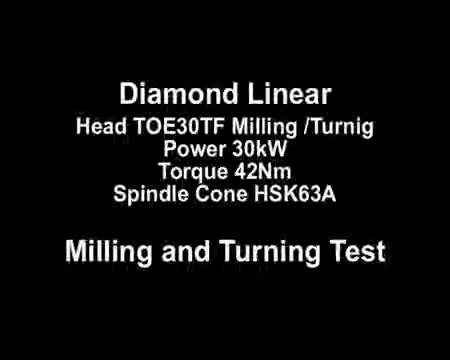 Diamond Linear
Head TOE30TF Milling /Turnig
Power 30kW
Torque 42Nm
Spindle Cone HSK63A
Milling and Turning Test